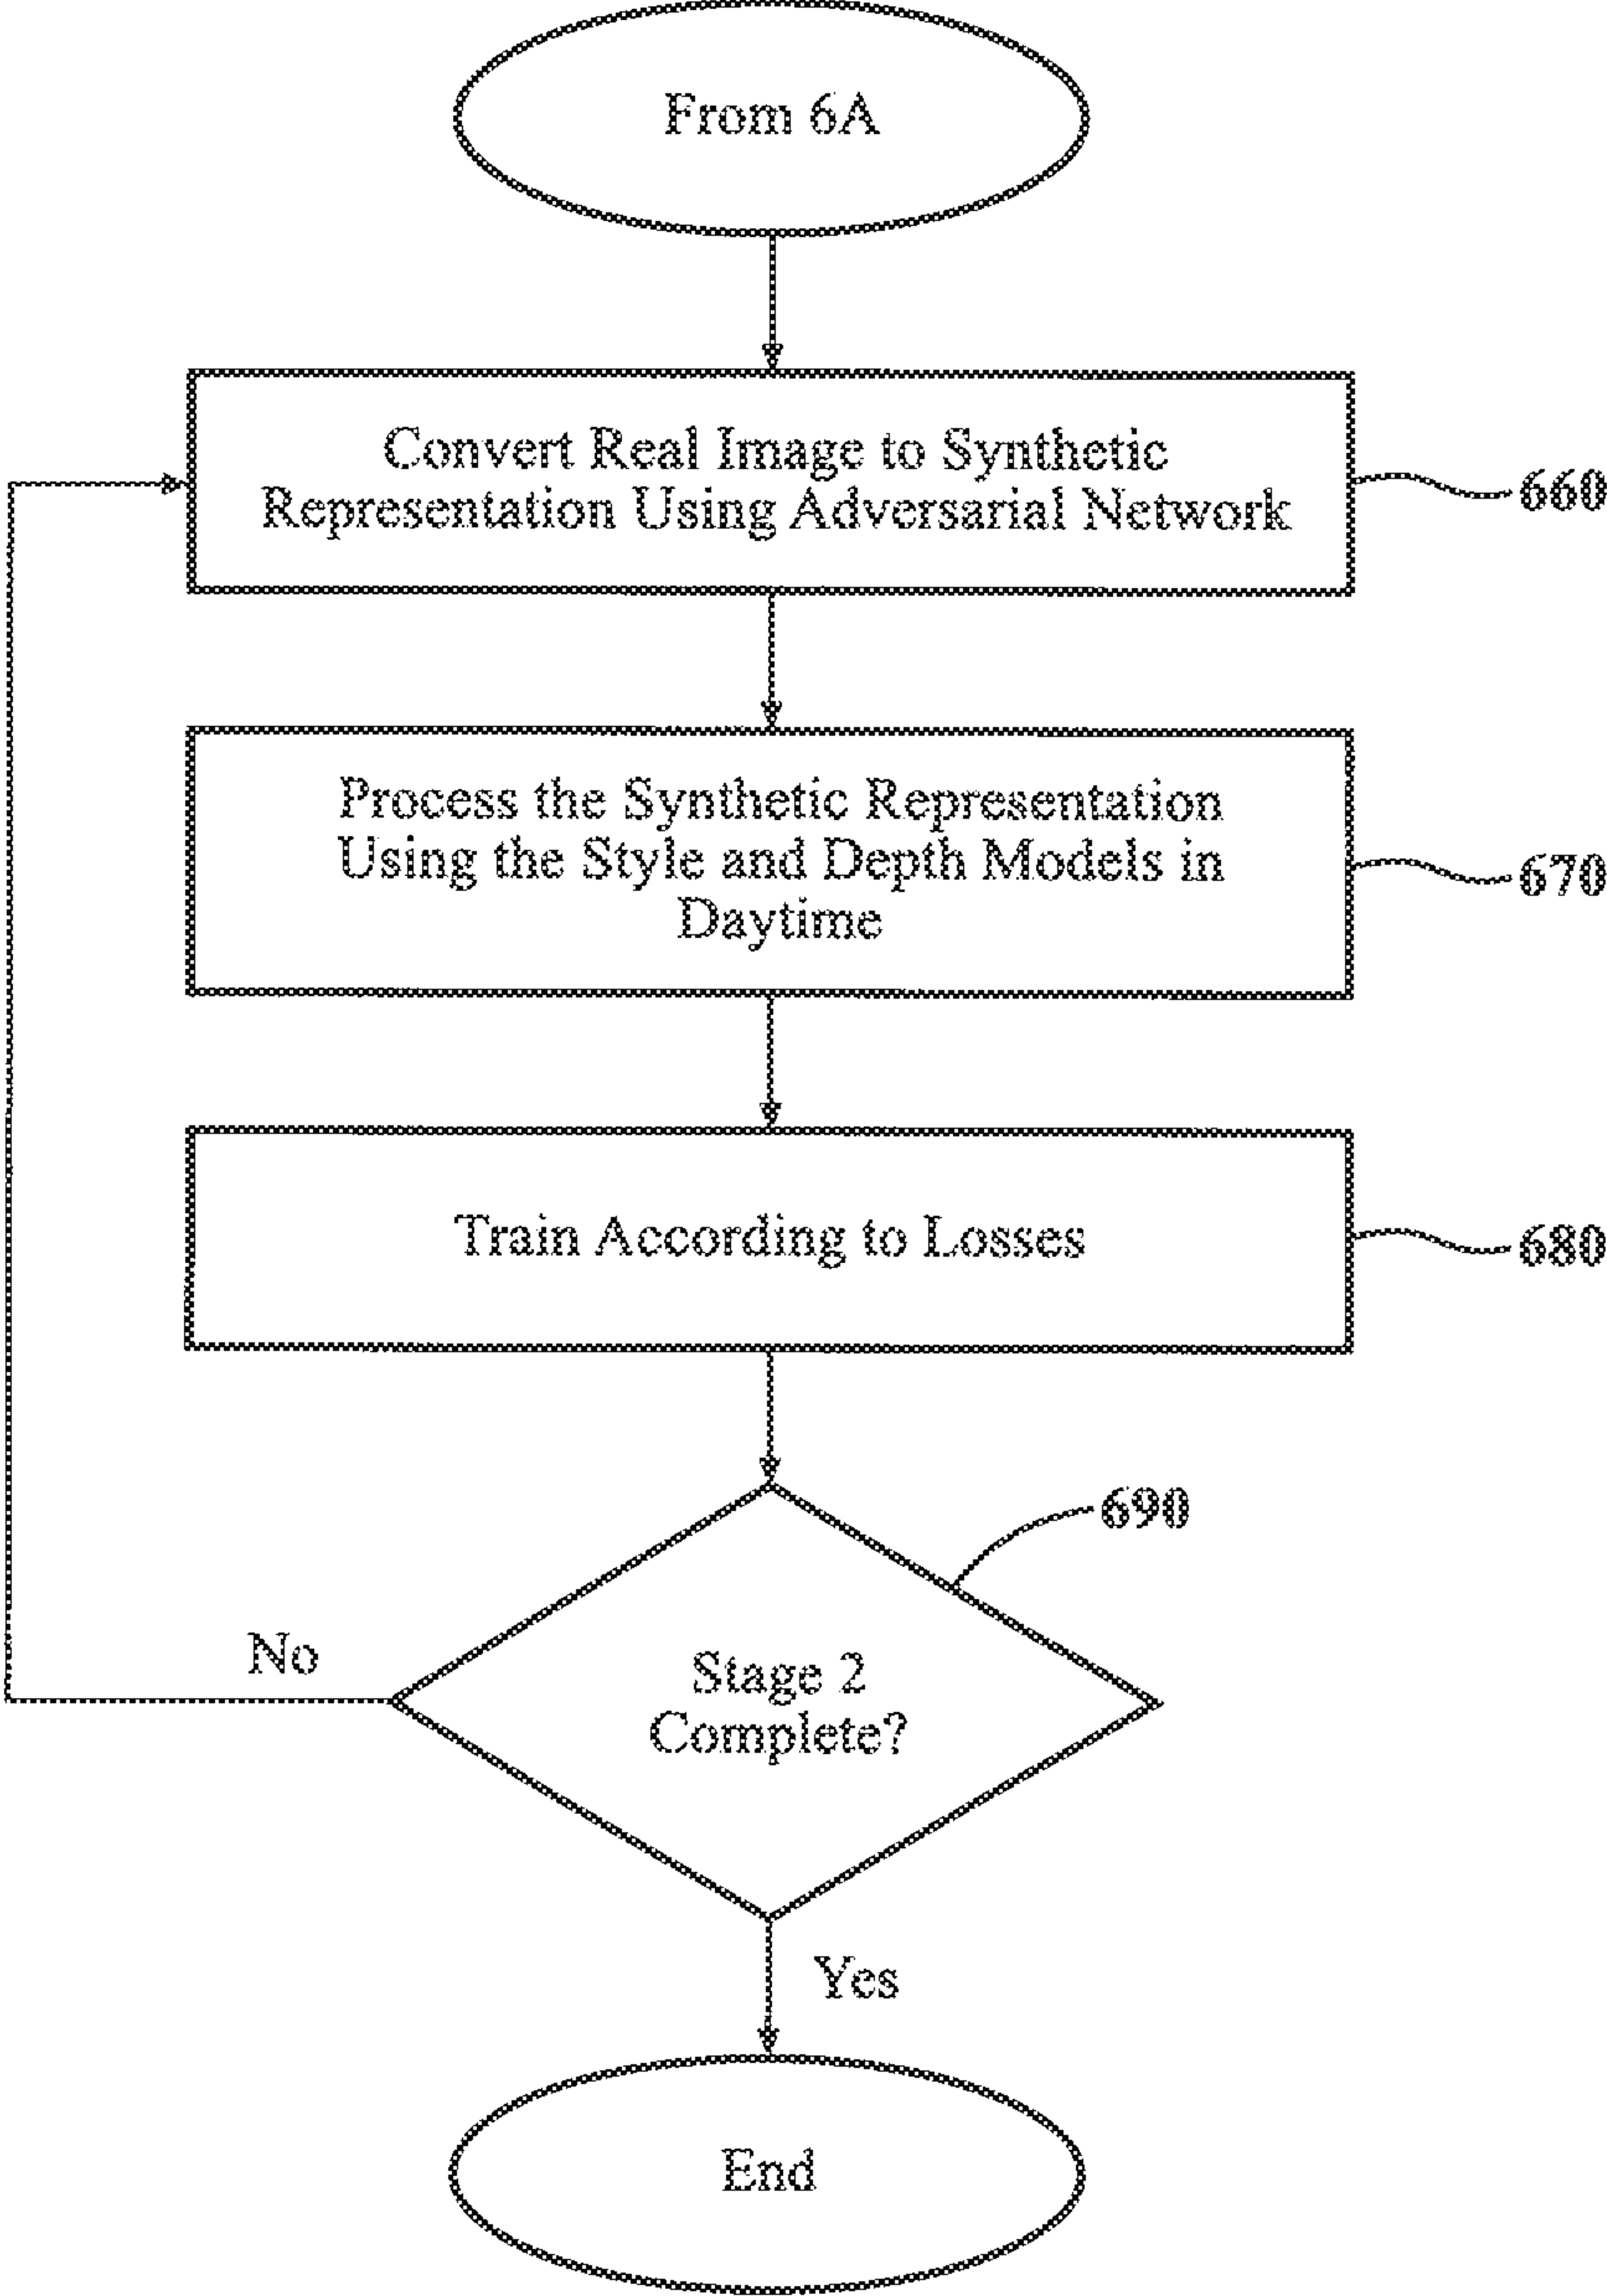 From 6A
Convert Real Image to Synthetic
Representation Using Adversarial Network
660
Process the Synthetic Representation
Using the Style and Depth Models in
Daytime
670
Train According to Losses
680
690
No
Stage 2
Complete?
Yes
End